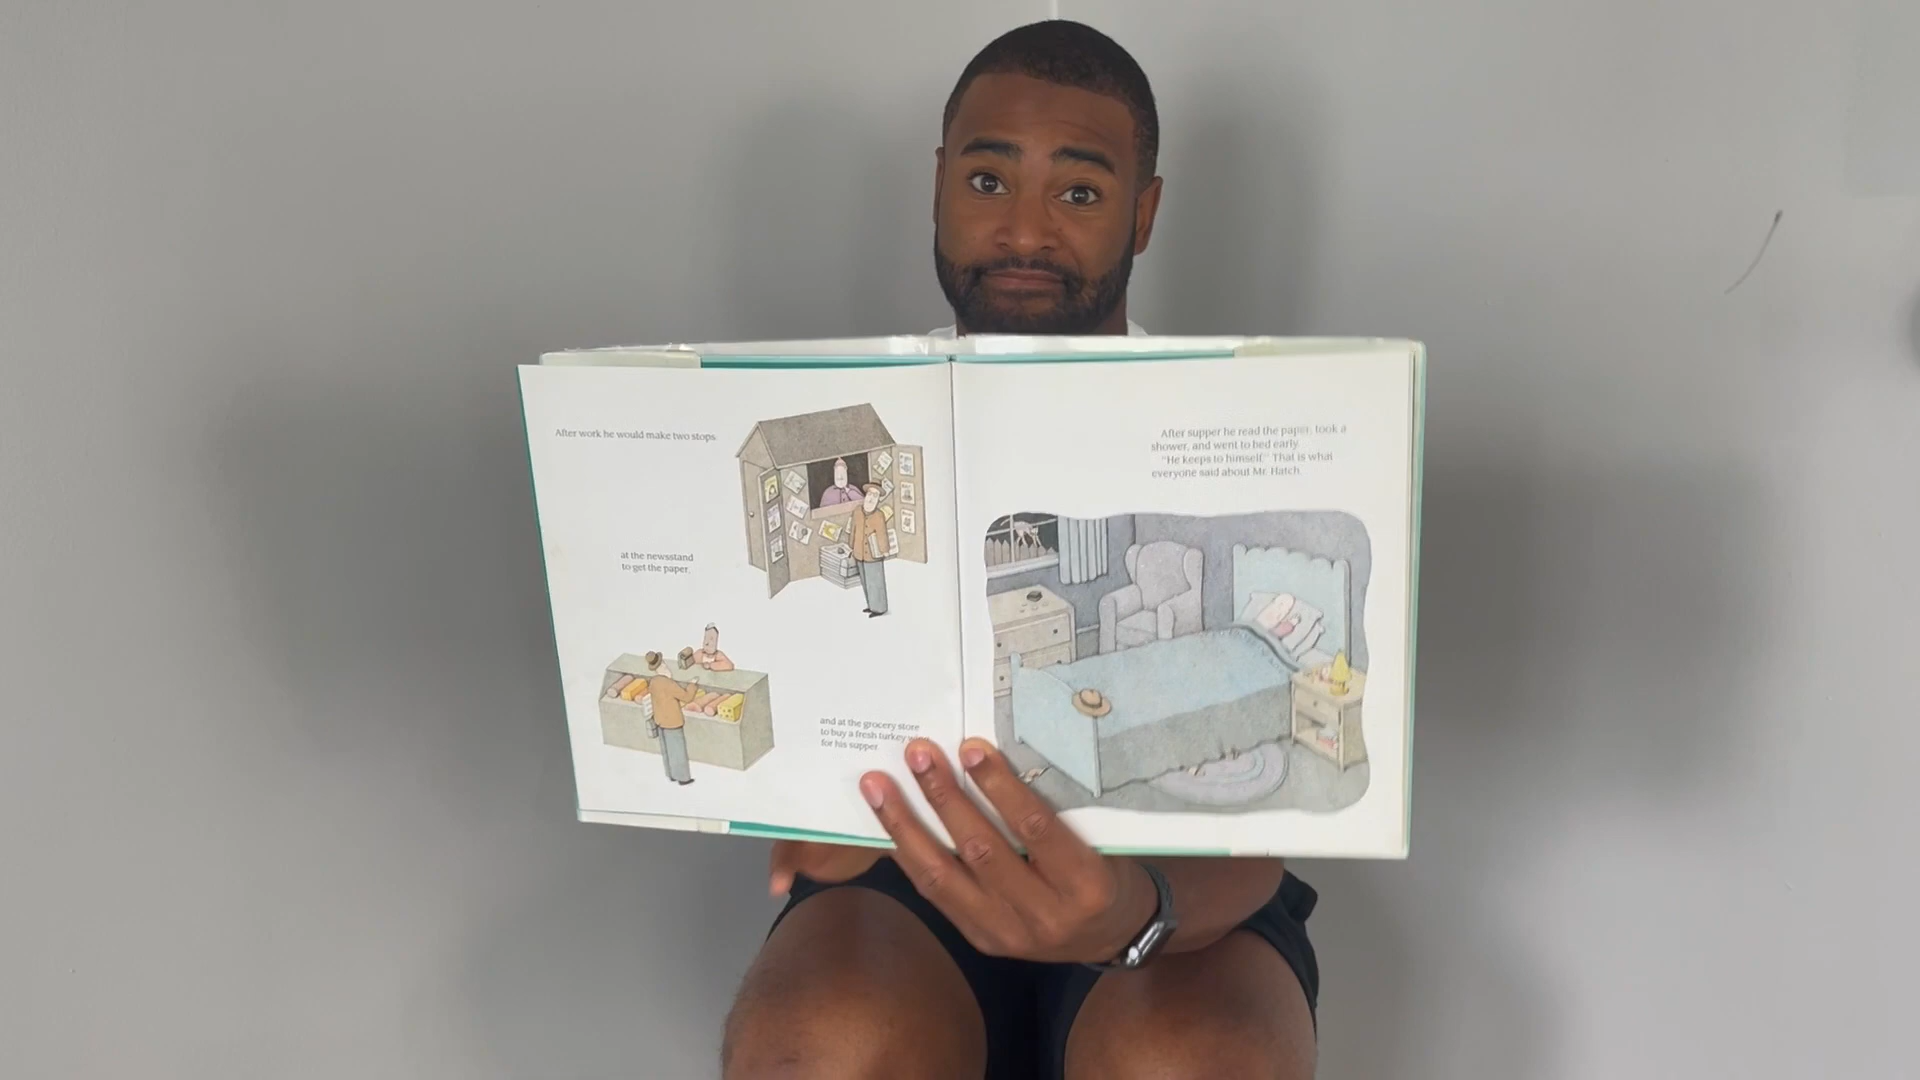 After work he would make two stops:
at the newsstand
to get the paper,
and at the grocery store
to buy a fresh turkey wing
for his supper.
After supper he read the paper, took a
shower, and went to bed early.
"He keeps to himself." That is what
everyone said about Mr. Hatch.